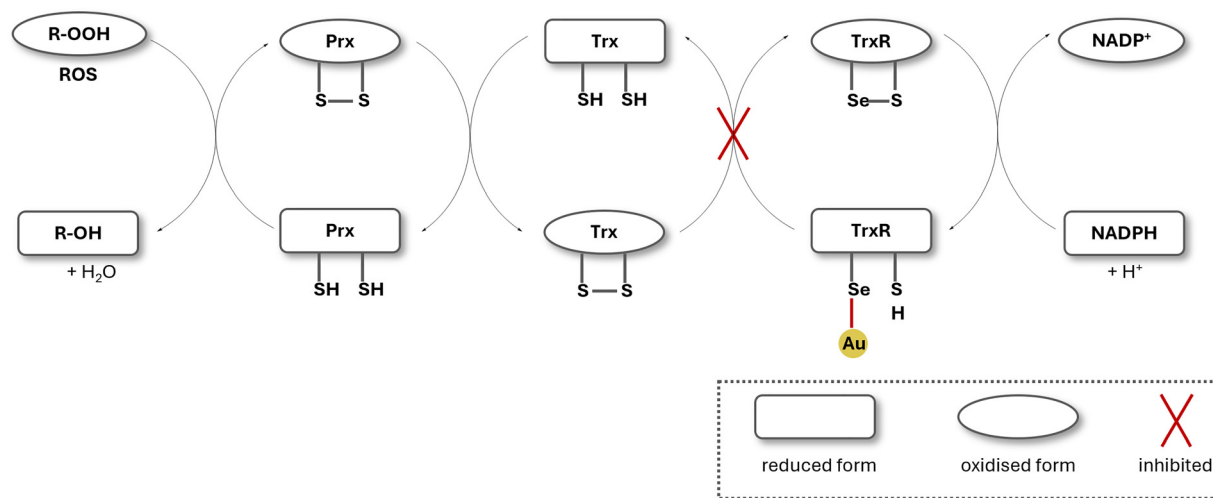 R-OOH
ROS
Prx
S S
Trx
SH SH
TrxR
Se S
NADP⁺
R-OH
+ H₂O
Prx
SH SH
Trx
S S
TrxR
Se S
H
Au
NADPH
+ H⁺
reduced form
oxidised form
inhibited